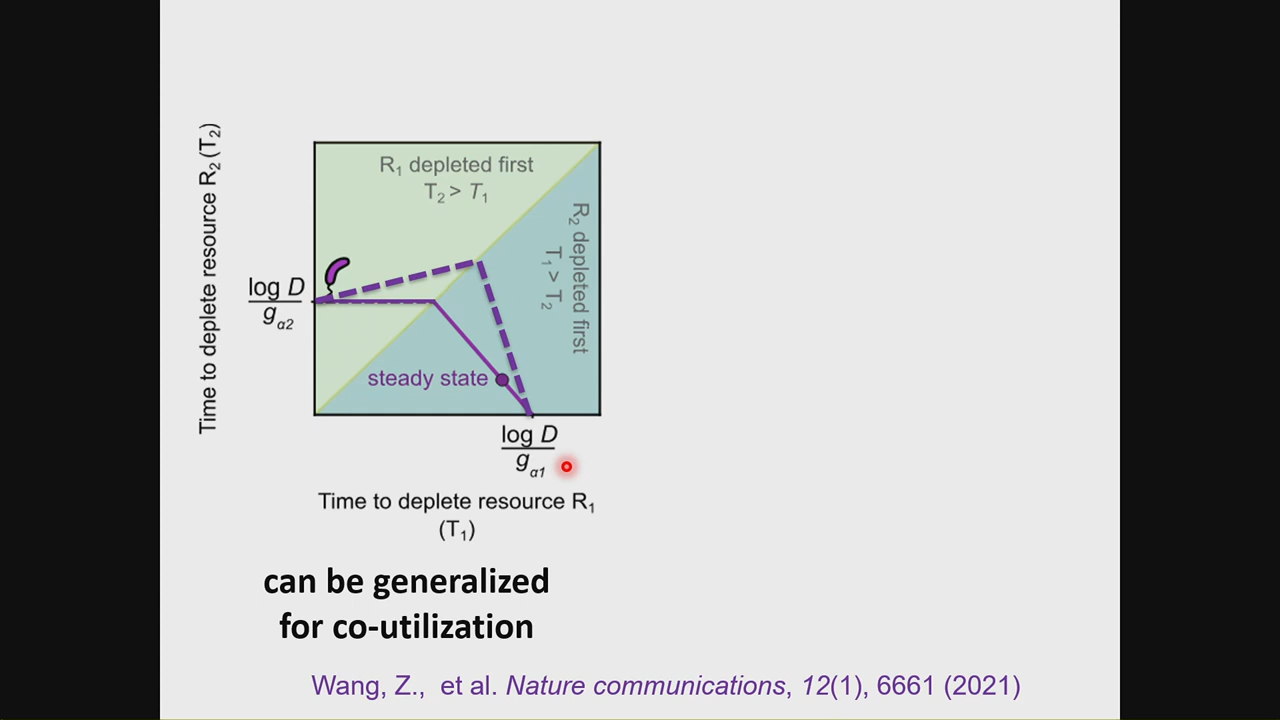 Time to deplete resource R₂ (T₂)
R₁ depleted first
T₂ > T₁
R₂ depleted first
T₁ > T₂
log D
gα2
steady state
log D
gα1
Time to deplete resource R₁
(T₁)
can be generalized
for co-utilization
Wang, Z., et al. Nature communications, 12(1), 6661 (2021)